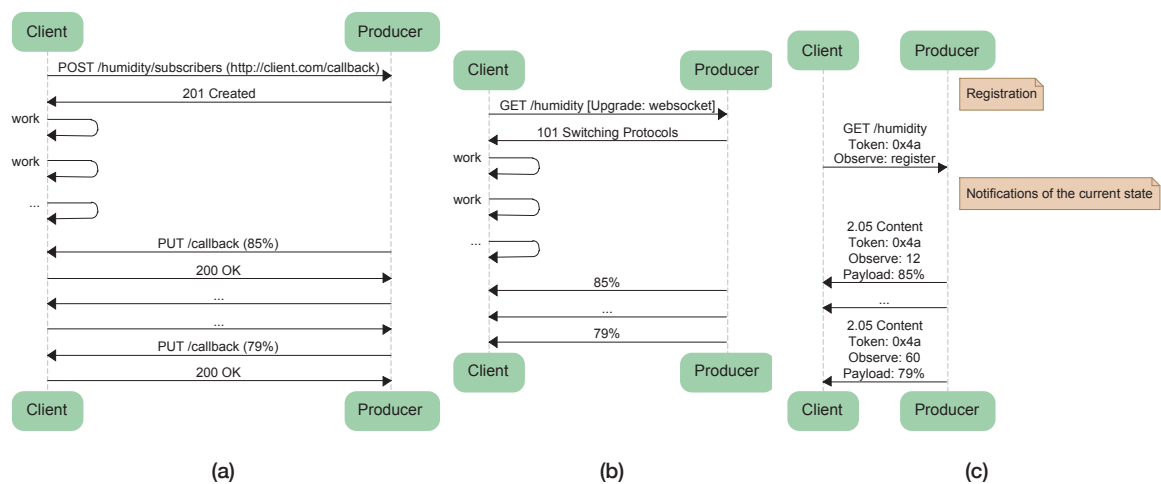 Client
Producer
POST /humidity/subscribers (http://client.com/callback)
201 Created
work
work
...
PUT /callback (85%)
200 OK
...
...
PUT /callback (79%)
200 OK
Client
Producer
(a)
Client
Producer
GET /humidity [Upgrade: websocket]
101 Switching Protocols
work
work
...
85%
...
79%
Client
Producer
(b)
Client
Producer
Registration
GET /humidity
Token: 0x4a
Observe: register
Notifications of the current state
2.05 Content
Token: 0x4a
Observe: 12
Payload: 85%
...
2.05 Content
Token: 0x4a
Observe: 60
Payload: 79%
Client
Producer
(c)